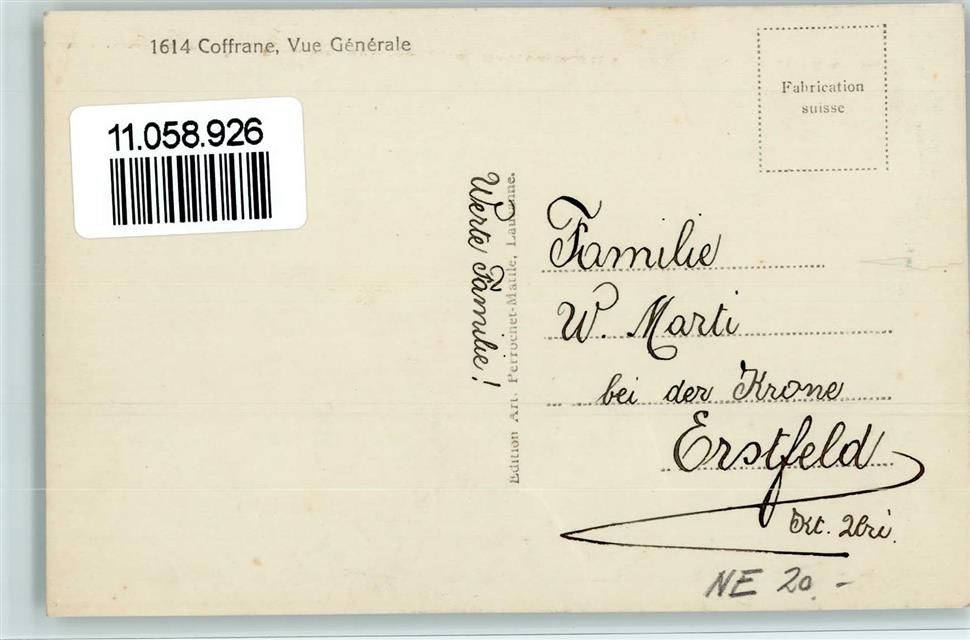 1614 Coffrane, Vue Générale
Fabrication
suisse
11.058.926
Werte Familie!
Edition Art. Perrochet-Matile, Lausanne.
Familie
W. Marti
bei der Krone
Erstfeld
Kt. Uri.
NE 20.-